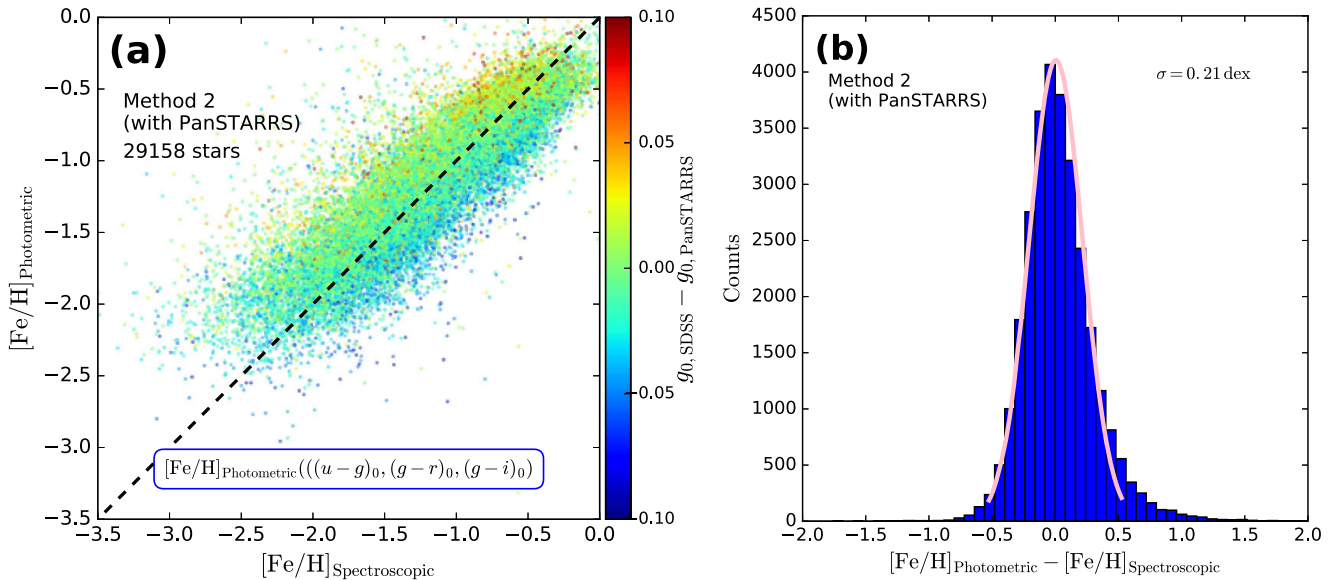 (a)
Method 2
(with PanSTARRS)
29158 stars
0.0
−0.5
−1.0
−1.5
−2.0
−2.5
−3.0
−3.5
[Fe/H]Photometric
[Fe/H]Photometric(((u − g)0, (g − r)0, (g − i)0)
−3.5 −3.0 −2.5 −2.0 −1.5 −1.0 −0.5 0.0
[Fe/H]Spectroscopic
0.10
0.05
0.00
0.05
0.10
g0, SDSS − g0, PanSTARRS
(b)
Method 2
(with PanSTARRS)
σ = 0.21 dex
4500
4000
3500
3000
2500
2000
1500
1000
500
0
Counts
−2.0 −1.5 −1.0 −0.5 0.0 0.5 1.0 1.5 2.0
[Fe/H]Photometric − [Fe/H]Spectroscopic